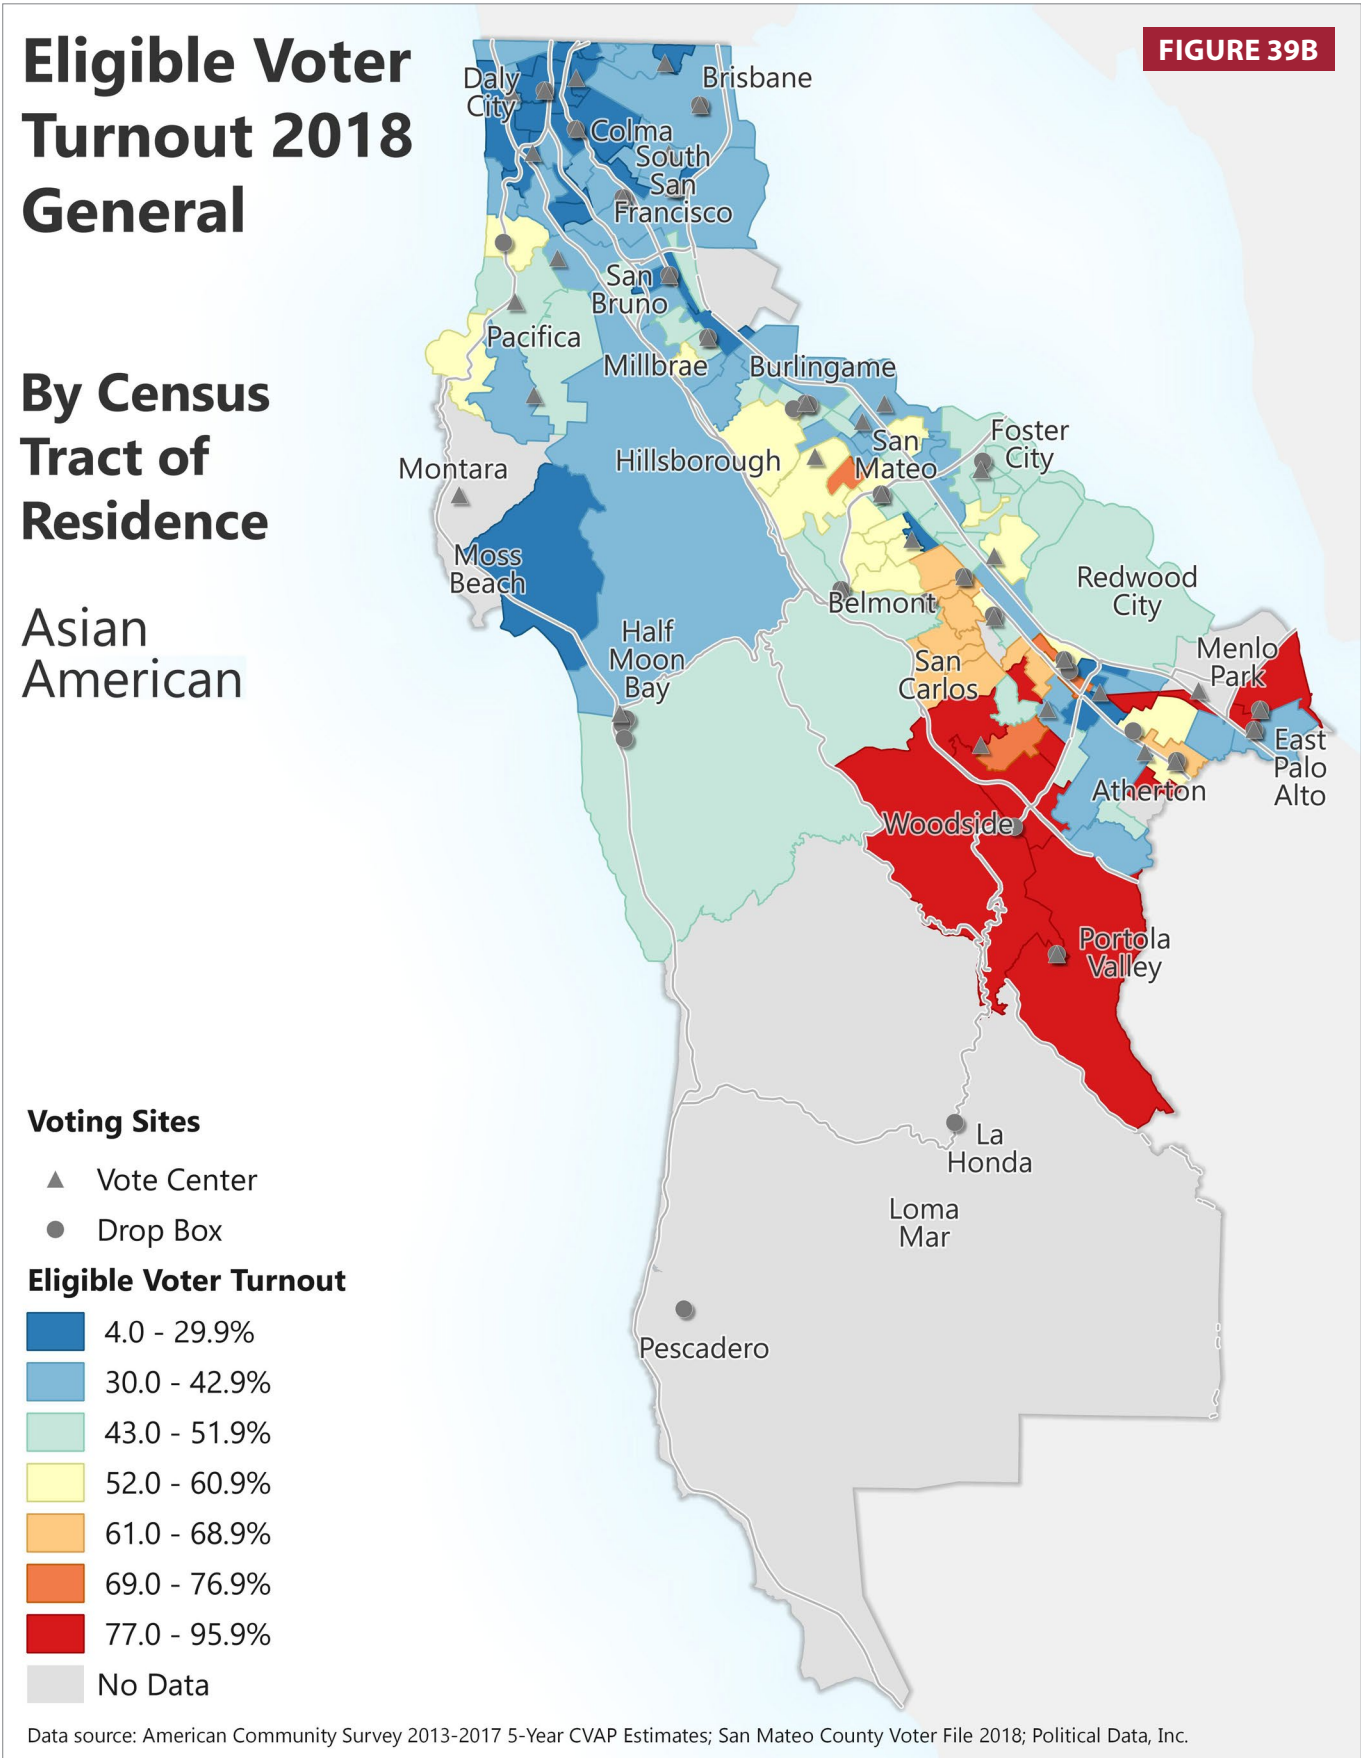 Eligible Voter
Turnout 2018
General
FIGURE 39B
By Census
Tract of
Residence
Asian
American
Daly
City
Brisbane
Colma
South
San
Francisco
San
Bruno
Pacifica
Millbrae
Burlingame
Montara
Hillsborough
San
Mateo
Foster
City
Moss
Beach
Belmont
Redwood
City
Half
Moon
Bay
San
Carlos
Menlo
Park
East
Palo
Alto
Atherton
Woodside
Portola
Valley
La
Honda
Loma
Mar
Pescadero
Voting Sites
Vote Center
Drop Box
Eligible Voter Turnout
4.0 - 29.9%
30.0 - 42.9%
43.0 - 51.9%
52.0 - 60.9%
61.0 - 68.9%
69.0 - 76.9%
77.0 - 95.9%
No Data
Data source: American Community Survey 2013-2017 5-Year CVAP Estimates; San Mateo County Voter File 2018; Political Data, Inc.